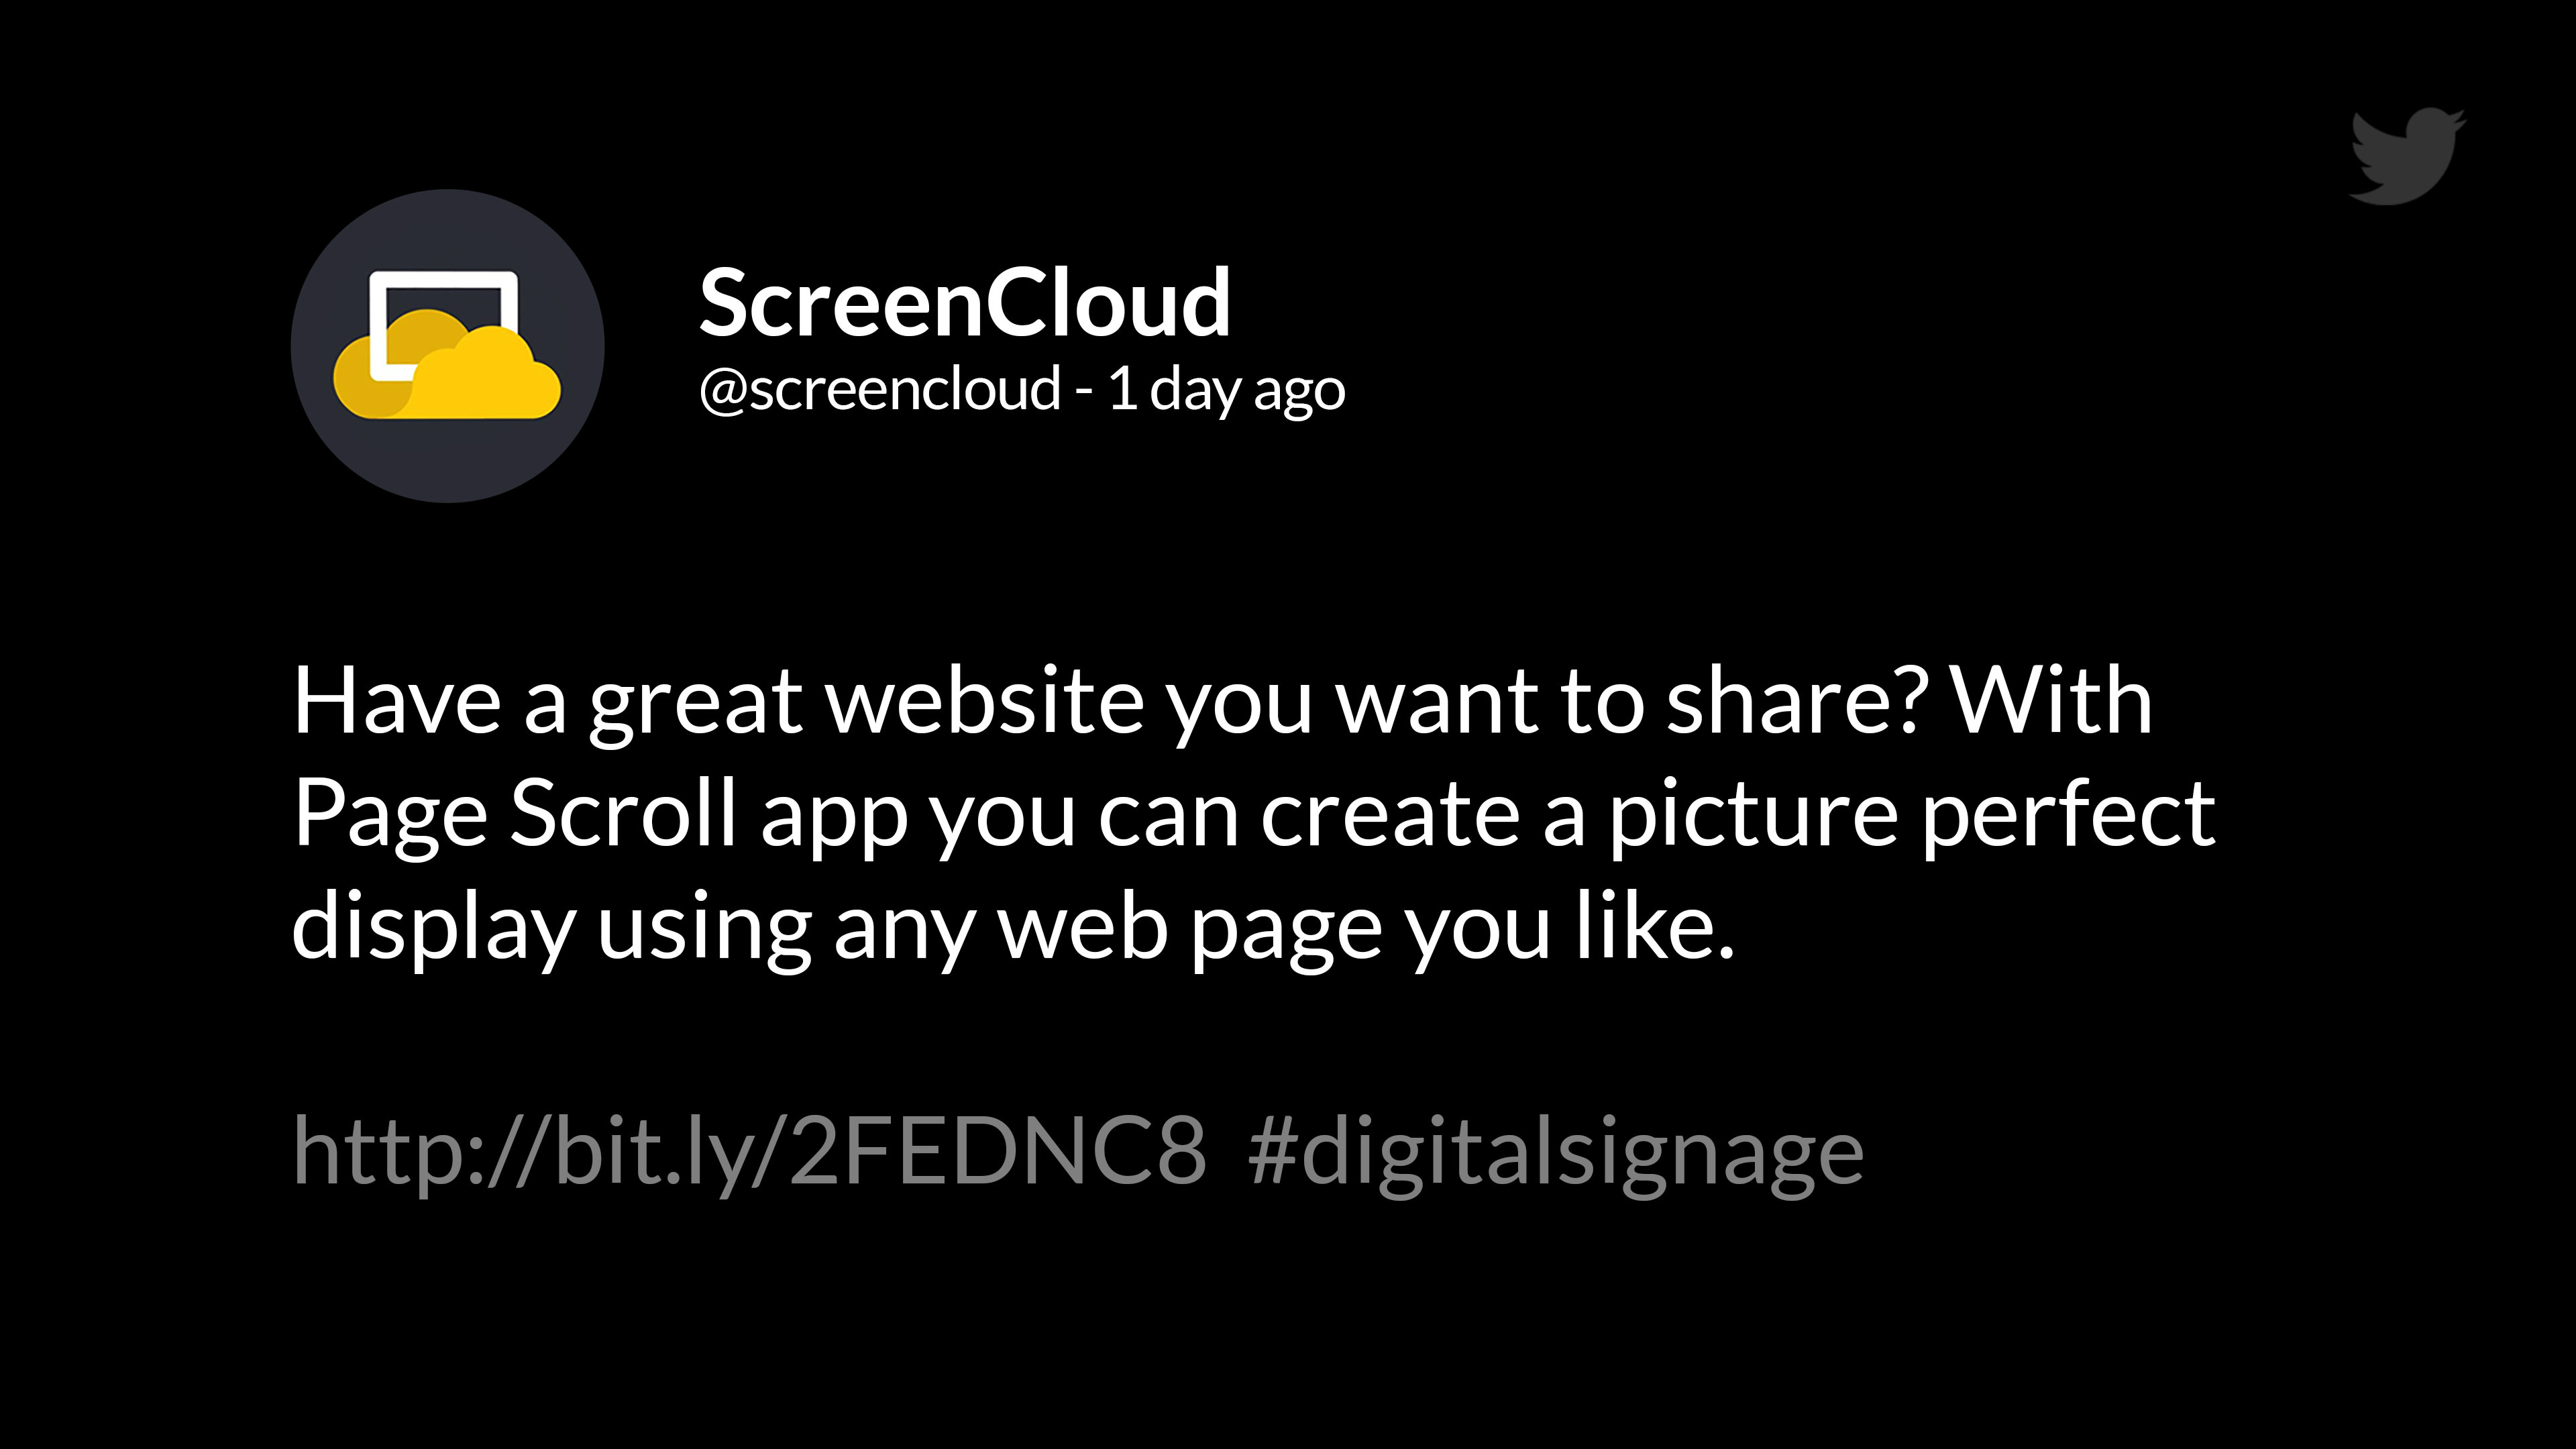 ScreenCloud
@screencloud - 1 day ago
Have a great website you want to share? With
Page Scroll app you can create a picture perfect
display using any web page you like.
http://bit.ly/2FEDNC8 #digitalsignage